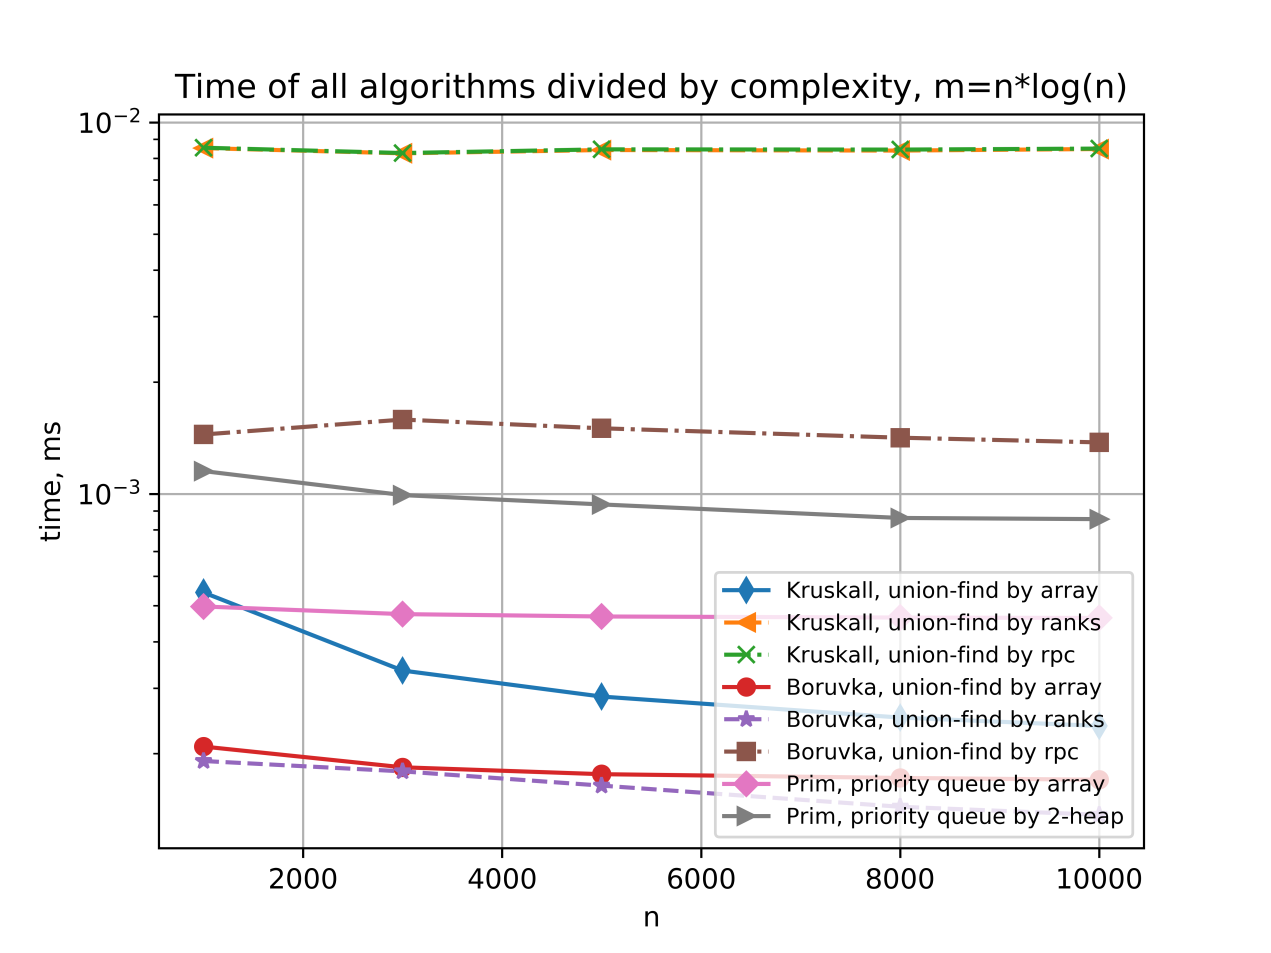 Time of all algorithms divided by complexity, m=n*log(n)
10⁻²
10⁻³
time, ms
Kruskall, union-find by array
Kruskall, union-find by ranks
Kruskall, union-find by rpc
Boruvka, union-find by array
Boruvka, union-find by ranks
Boruvka, union-find by rpc
Prim, priority queue by array
Prim, priority queue by 2-heap
2000 4000 6000 8000 10000
n